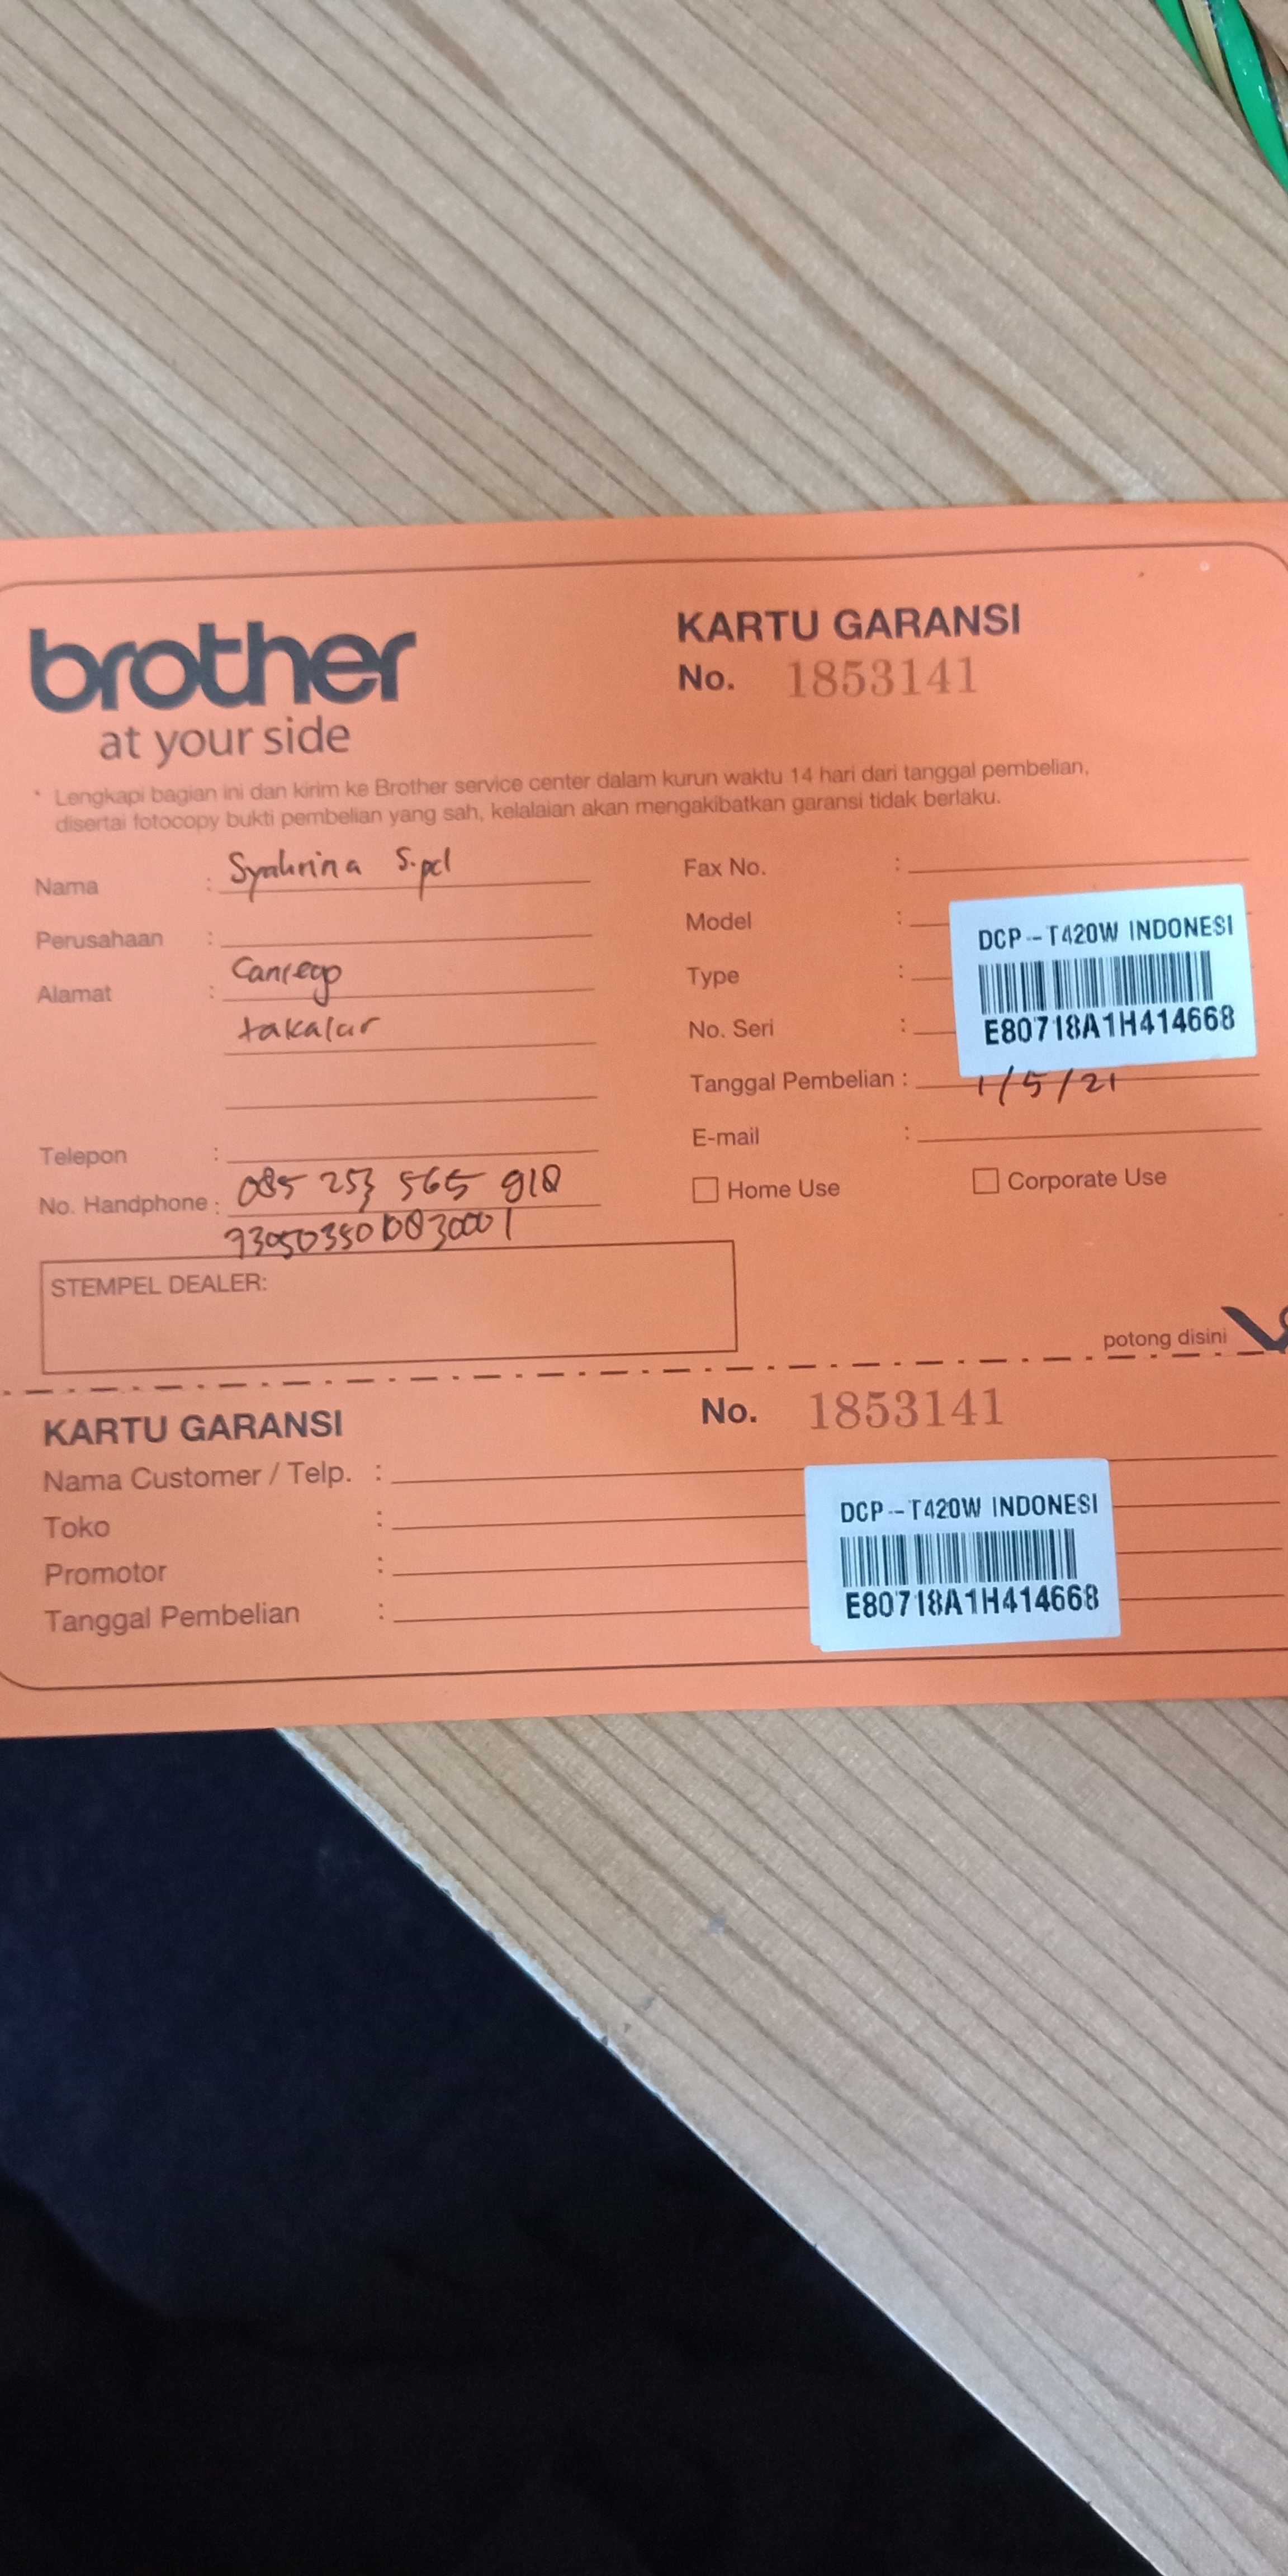 brother
at your side
KARTU GARANSI
No. 1853141
* Lengkapi bagian ini dan kirim ke Brother service center dalam kurun waktu 14 hari dari tanggal pembelian,
disertai fotocopy bukti pembelian yang sah, kelalaian akan mengakibatkan garansi tidak berlaku.
Nama : Syahrina S.pd
Perusahaan :
Alamat :
takalar
Telepon :
No. Handphone : 085 253 565 910
STEMPEL DEALER:
Fax No. :
Model :
Type :
No. Seri :
DCP-T420W INDONESI
E80718A1H414668
Tanggal Pembelian : 1/5/21
E-mail :
Home Use
Corporate Use
potong disini
KARTU GARANSI
No. 1853141
Nama Customer / Telp. :
Toko :
Promotor :
Tanggal Pembelian :
DCP-T420W INDONESI
E80718A1H414668